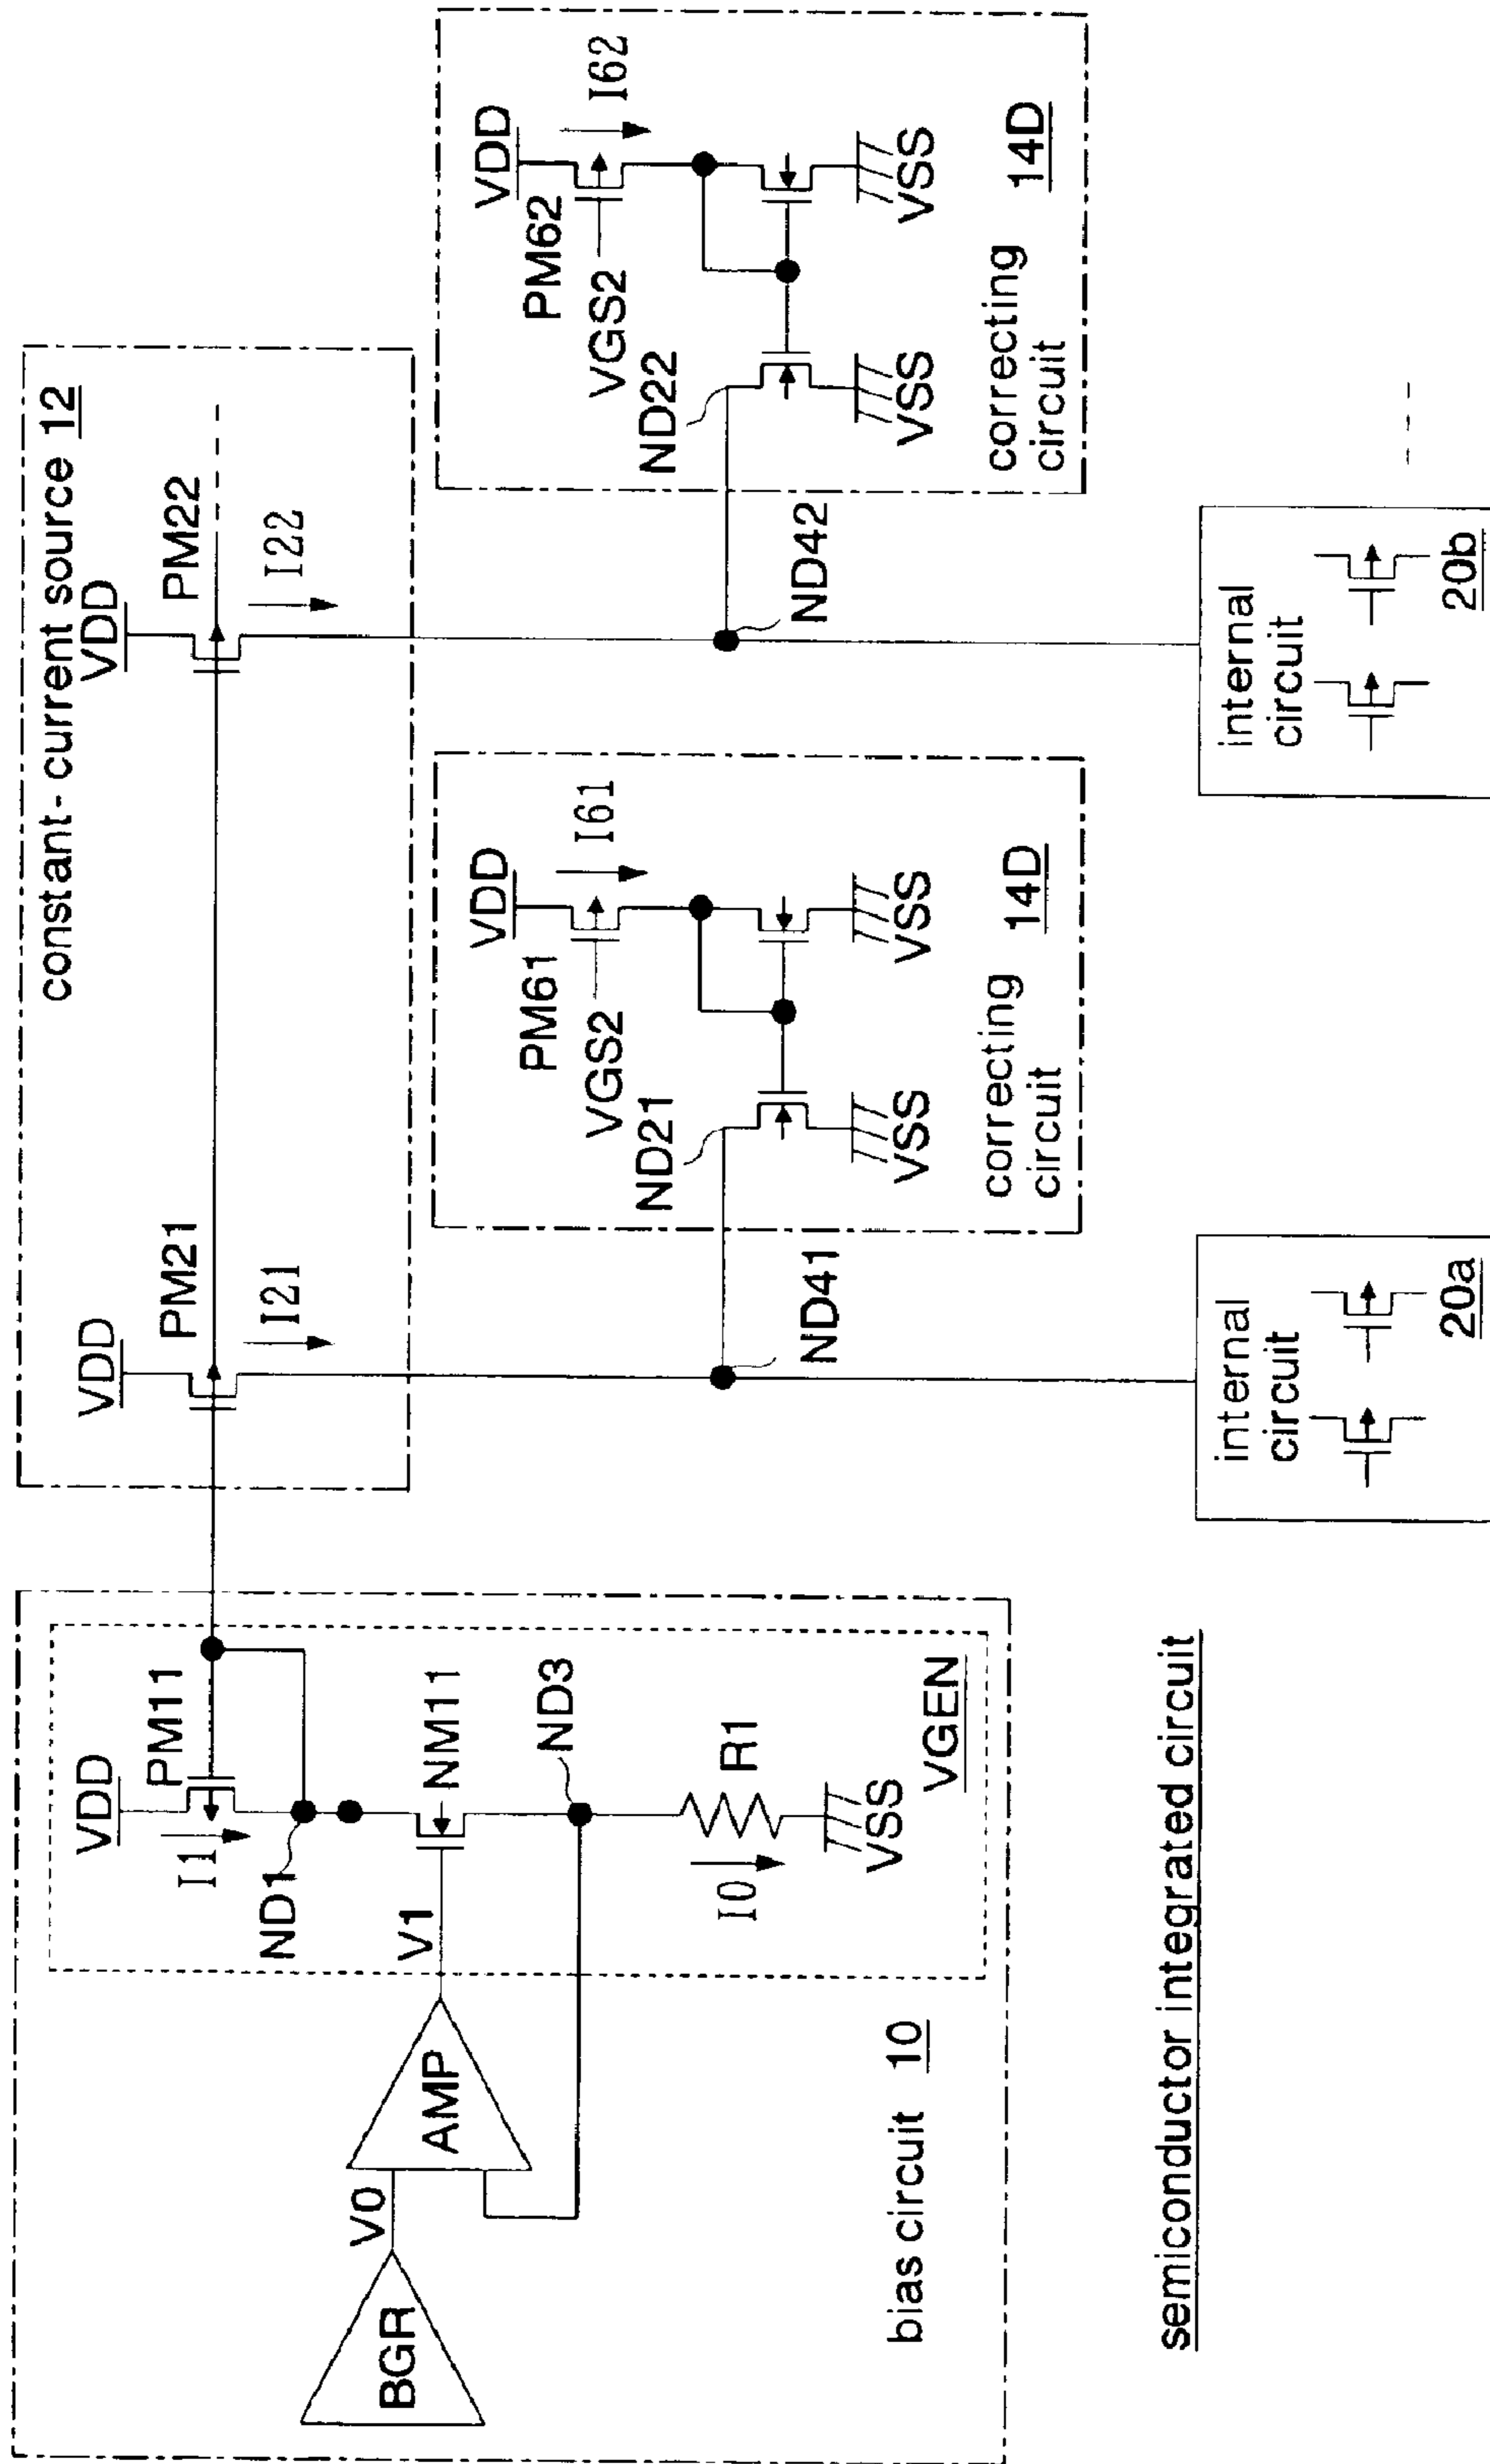 constant-current source 12
VDD
PM21
I21
VDD
PM22
I22
VDD
PM11
I1
ND1
NM11
V1
ND3
R1
I0
VSS
VGEN
BGR
V0
AMP
bias circuit 10
VDD
PM61
I61
VGS2
ND21
VSS
VSS
correcting
circuit
14D
ND41
VDD
PM62
I62
VGS2
ND22
VSS
VSS
correcting
circuit
14D
ND42
internal
circuit
20a
internal
circuit
20b
semiconductor integrated circuit